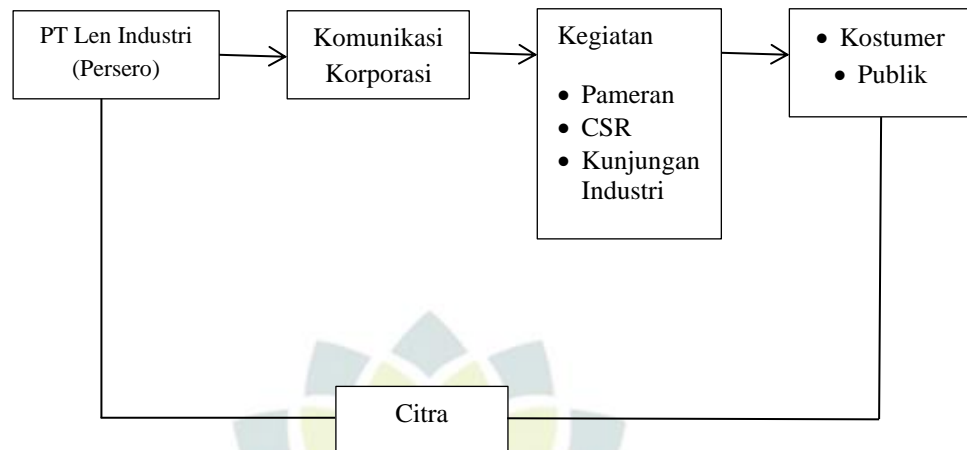 PT Len Industri
(Persero)
Komunikasi
Korporasi
Kegiatan
• Pameran
• CSR
• Kunjungan
Industri
• Kostumer
• Publik
Citra